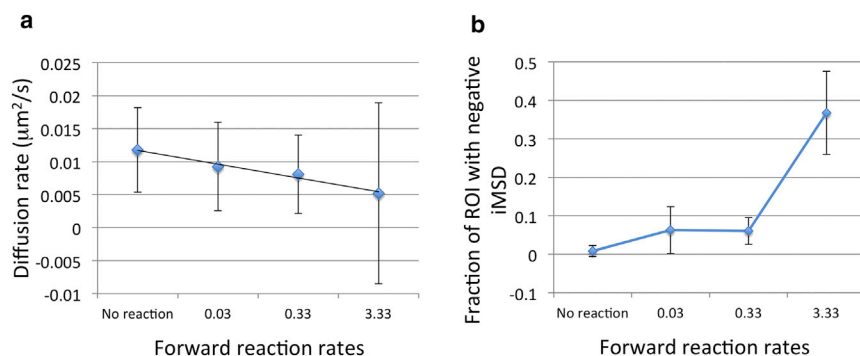 a
Diffusion rate (μm²/s)
0.025
0.02
0.015
0.01
0.005
0
-0.005
-0.01
No reaction 0.03 0.33 3.33
Forward reaction rates
b
Fraction of ROI with negative
iMSD
0.5
0.4
0.3
0.2
0.1
0
-0.1
No reaction 0.03 0.33 3.33
Forward reaction rates